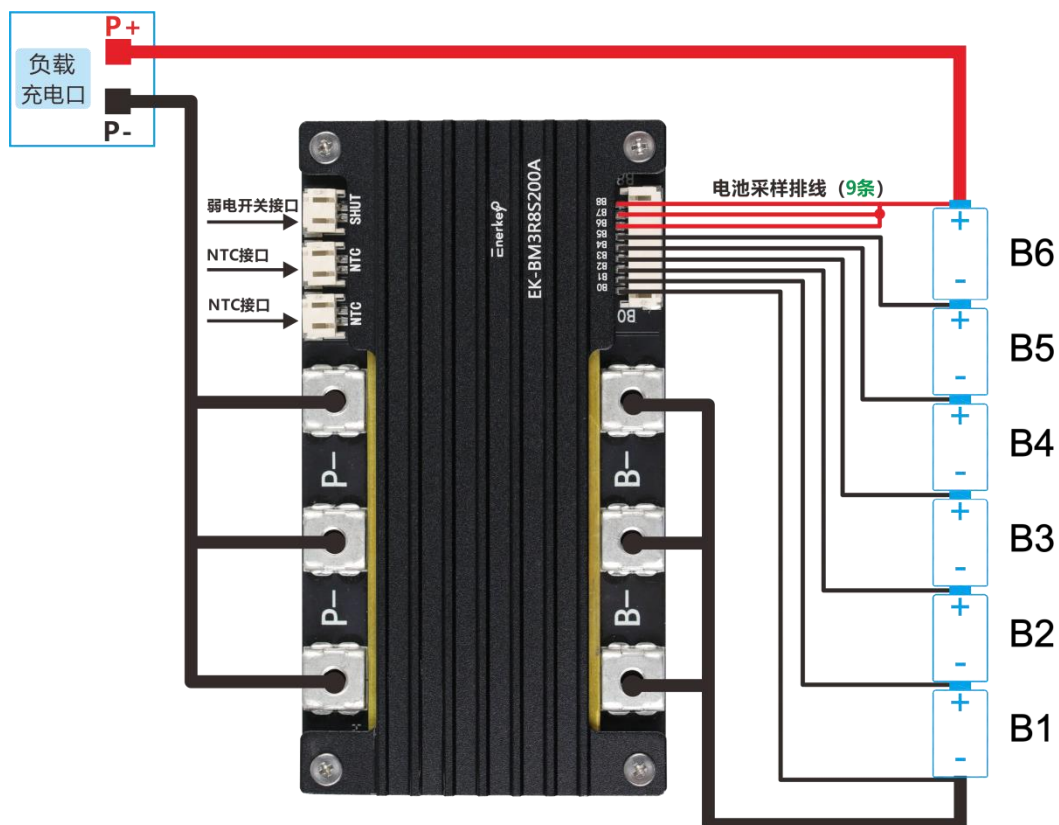 P+
负载
充电口
P-
弱电开关接口
NTC接口
NTC接口
SHUT
NTC
NTC
Enerkey
EK-BM3R8S200A
电池采样排线（9条）
B8
B7
B6
B5
B4
B3
B2
B1
B0
B0
P-
P-
B-
B-
+
-
B6
+
-
B5
+
-
B4
+
-
B3
+
-
B2
+
-
B1